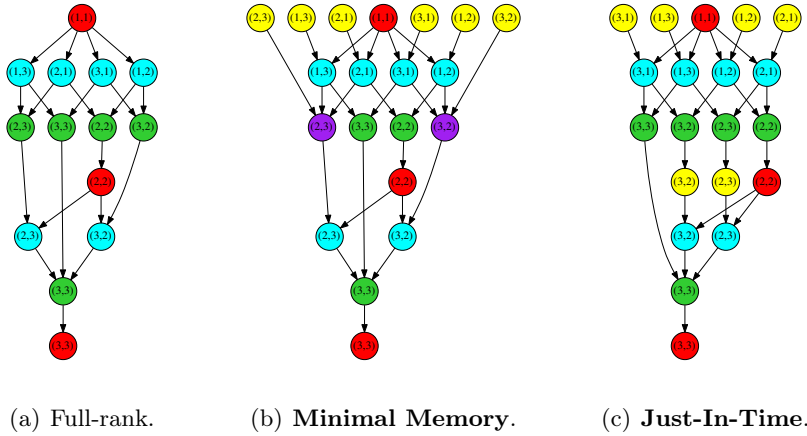 (1,1)
(1,3) (2,1) (3,1) (1,2)
(2,3) (3,3) (2,2) (3,2)
(2,2)
(2,3) (3,2)
(3,3)
(3,3)
(a) Full-rank.
(2,3) (1,3) (2,1) (1,1) (3,1) (1,2) (3,2)
(1,3) (2,1) (3,1) (1,2)
(2,3) (3,3) (2,2) (3,2)
(2,2)
(2,3) (3,2)
(3,3)
(3,3)
(b) Minimal Memory.
(3,1) (1,3) (1,1) (1,2) (2,1)
(3,1) (1,3) (1,2) (2,1)
(3,3) (3,2) (2,3) (2,2)
(3,2) (2,3) (2,2)
(3,2) (2,3)
(3,3)
(3,3)
(c) Just-In-Time.